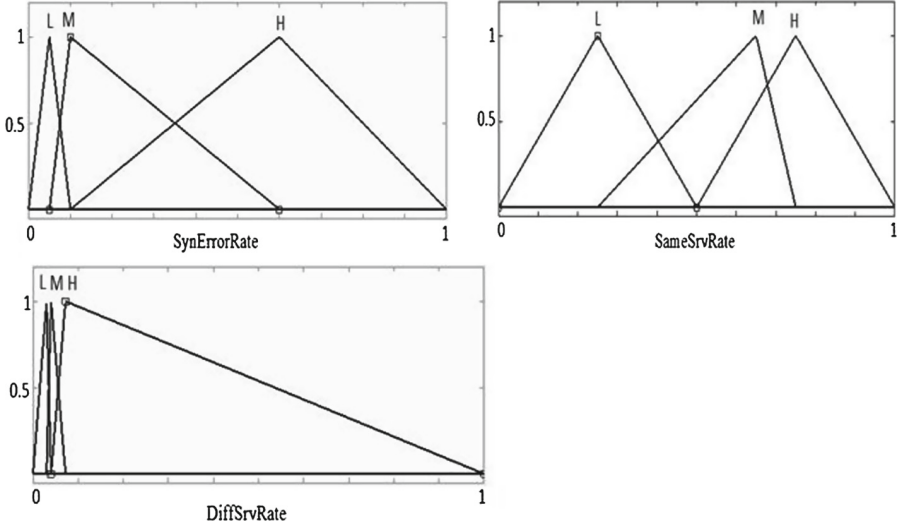 L M H
1
0.5
0 1
SynErrorRate
L M H
1
0.5
0 1
SameSrvRate
L M H
1
0.5
0 1
DiffSrvRate